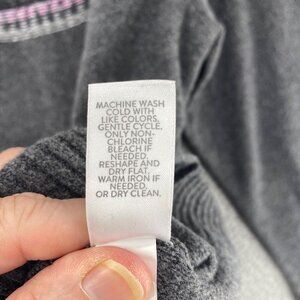 MACHINE WASH
COLD WITH
LIKE COLORS,
GENTLE CYCLE,
ONLY NON-
CHLORINE
BLEACH IF
NEEDED,
RESHAPE AND
DRY FLAT,
WARM IRON IF
NEEDED,
OR DRY CLEAN.